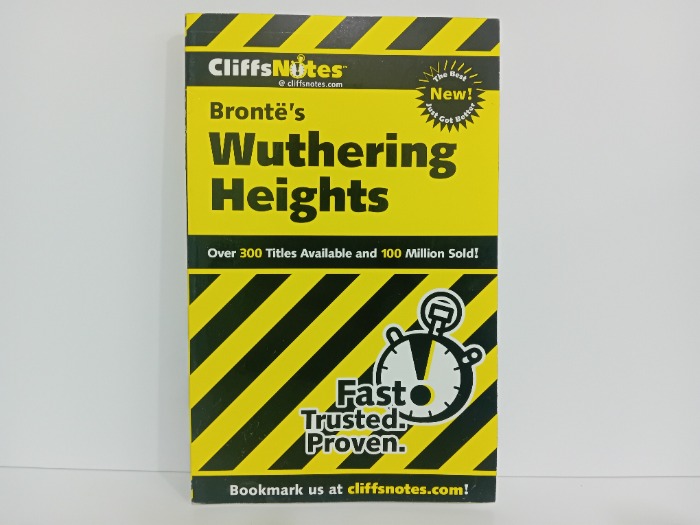 CliffsNotes™
@ cliffsnotes.com
The Best
New!
Just Got Better
Brontë's
Wuthering
Heights
Over 300 Titles Available and 100 Million Sold!
Fast.
Trusted.
Proven.
Bookmark us at cliffsnotes.com!